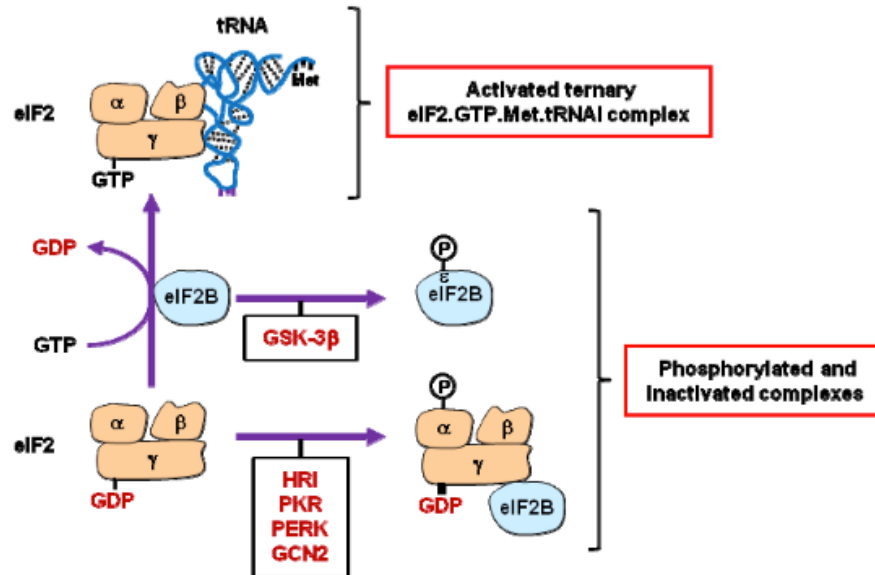 tRNA
Met
eIF2
α
β
γ
GTP
Activated ternary
eIF2.GTP.Met.tRNAi complex
GDP
GTP
eIF2B
GSK-3β
P
ε
eIF2B
Phosphorylated and
inactivated complexes
eIF2
α
β
γ
GDP
HRI
PKR
PERK
GCN2
P
α
β
γ
GDP
eIF2B